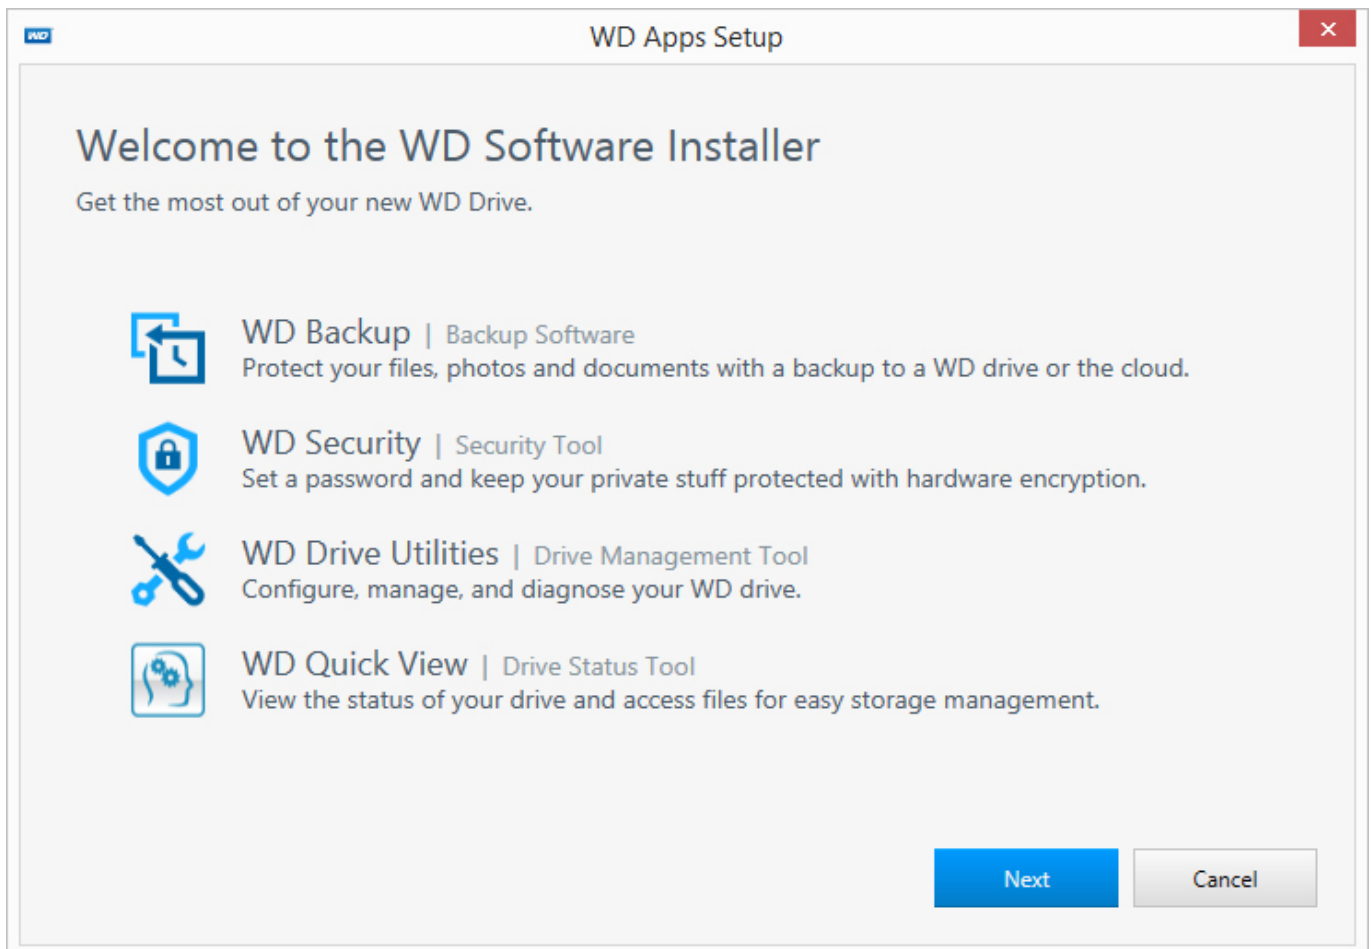 WD
WD Apps Setup
Welcome to the WD Software Installer
Get the most out of your new WD Drive.
WD Backup | Backup Software
Protect your files, photos and documents with a backup to a WD drive or the cloud.
WD Security | Security Tool
Set a password and keep your private stuff protected with hardware encryption.
WD Drive Utilities | Drive Management Tool
Configure, manage, and diagnose your WD drive.
WD Quick View | Drive Status Tool
View the status of your drive and access files for easy storage management.
Next
Cancel